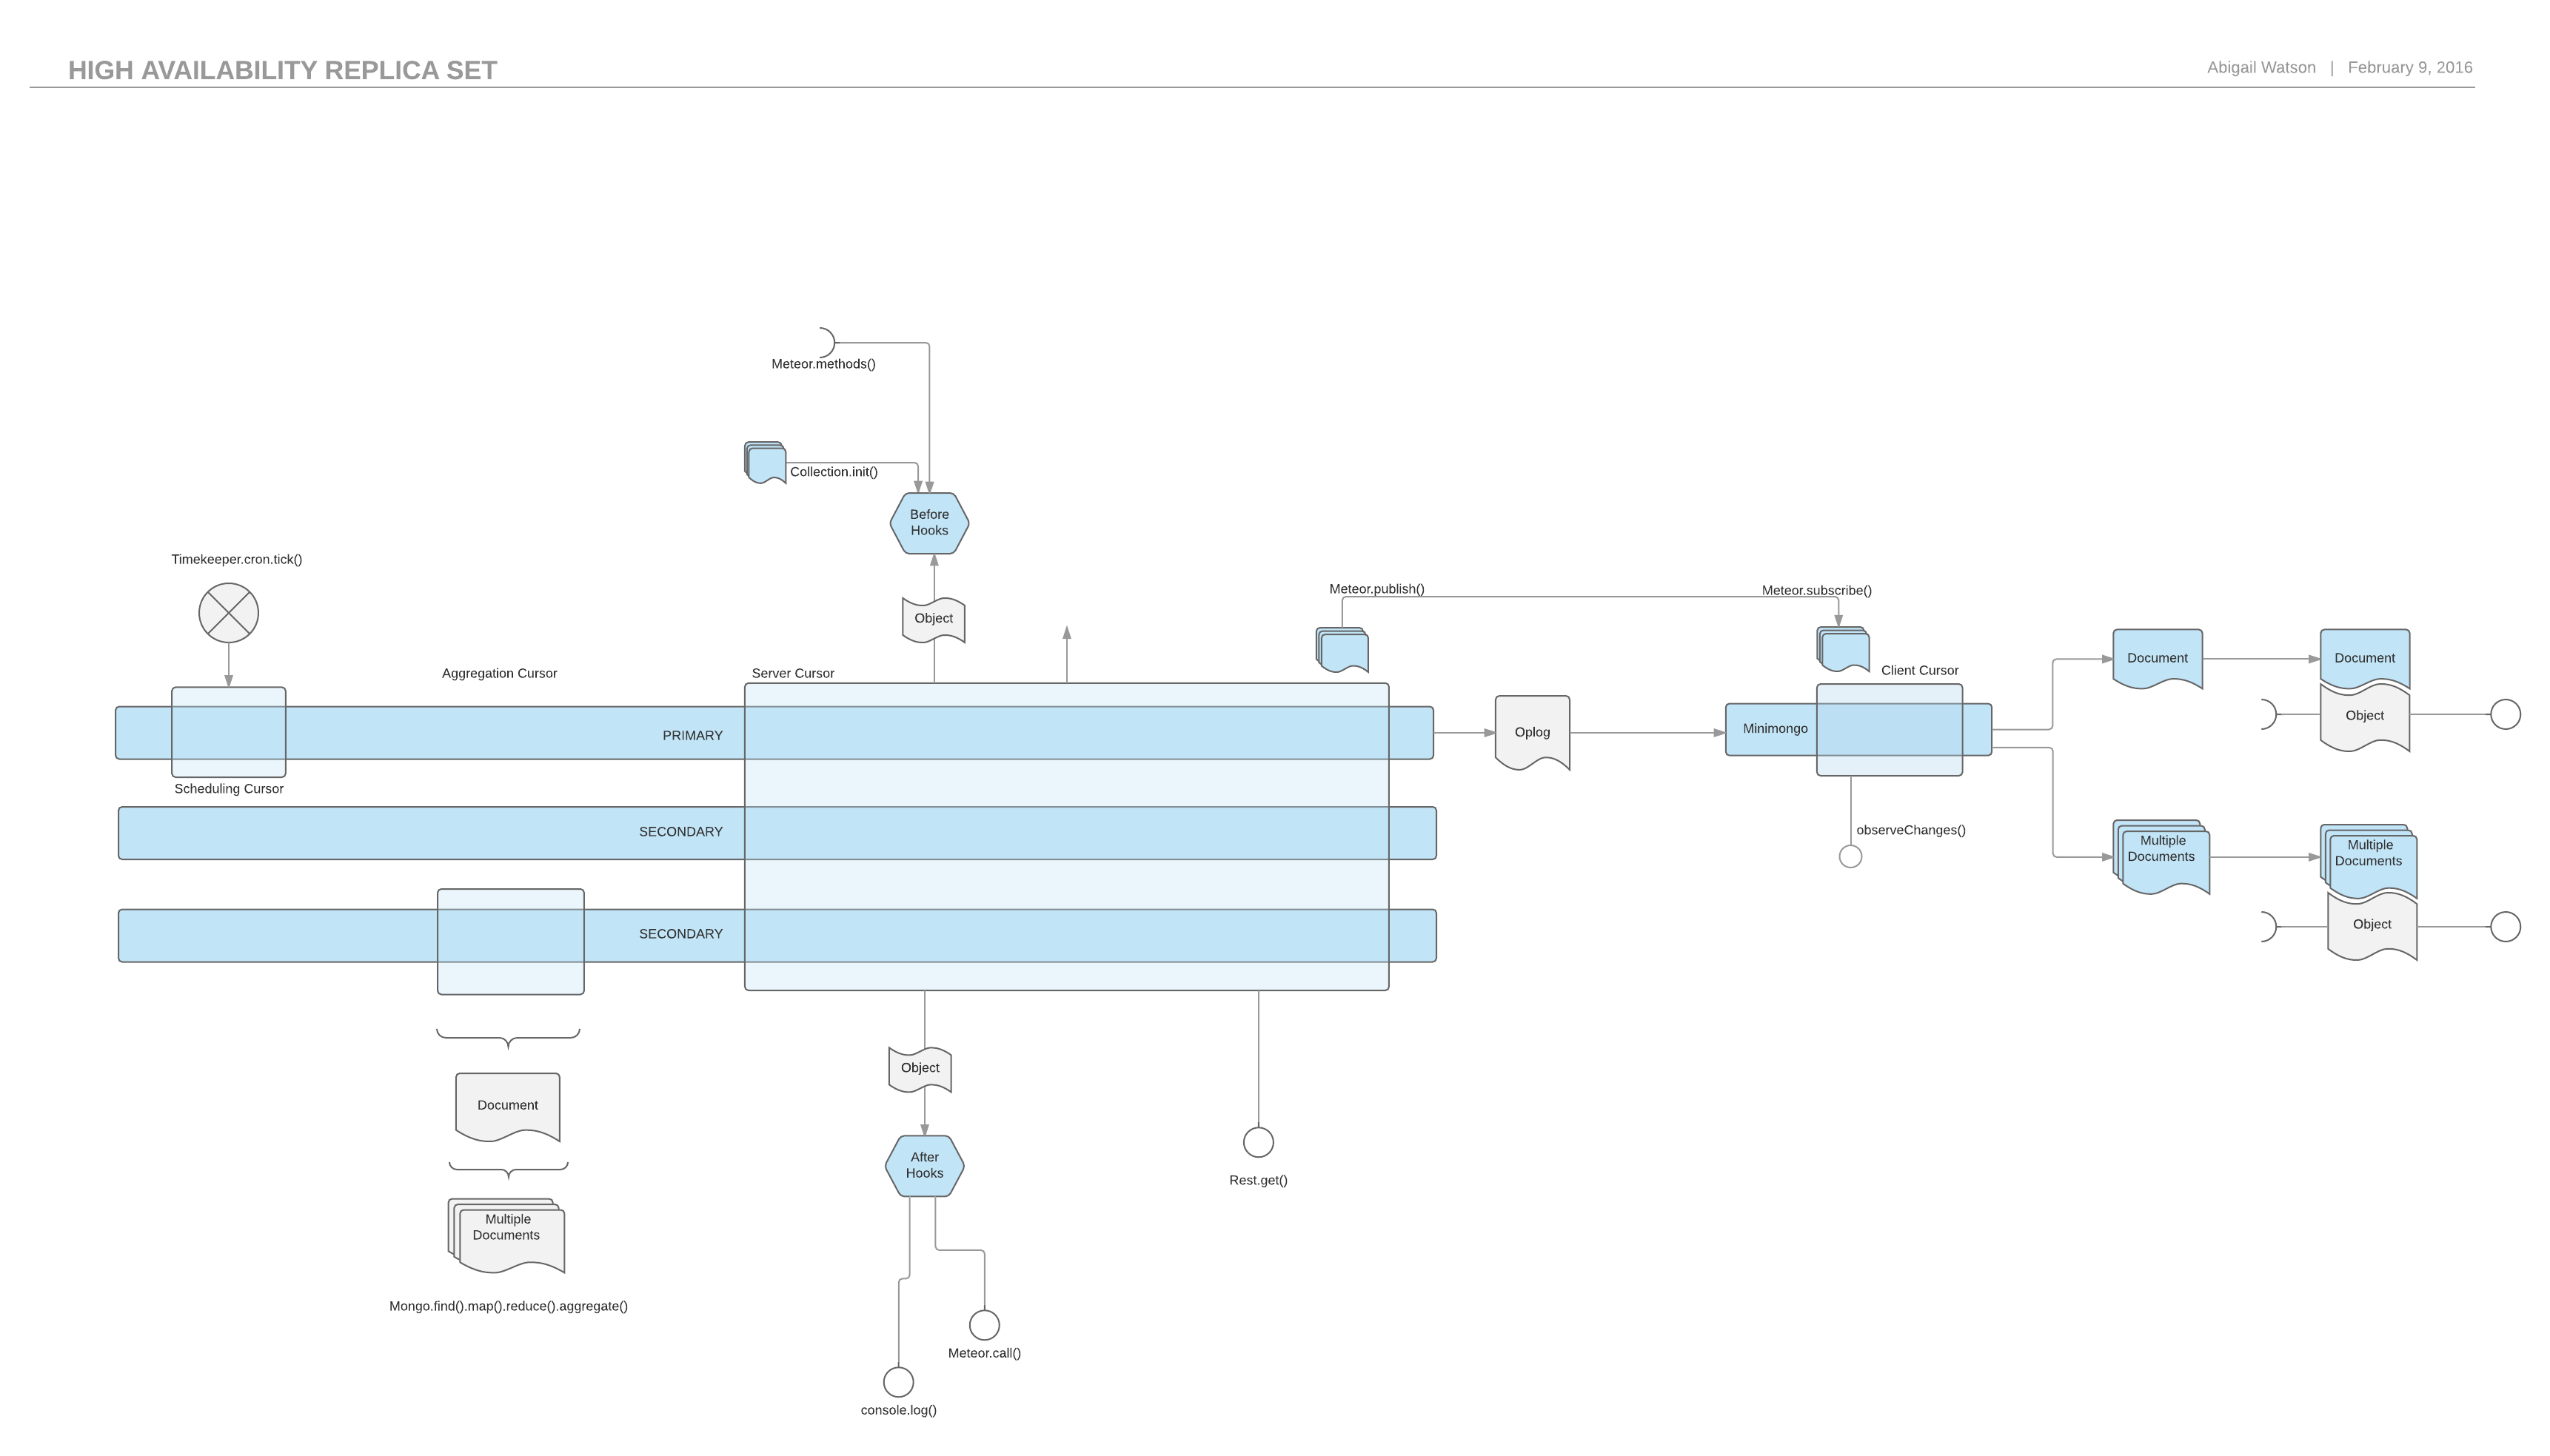 HIGH AVAILABILITY REPLICA SET
Abigail Watson | February 9, 2016
Meteor.methods()
Collection.init()
Before
Hooks
Timekeeper.cron.tick()
Object
Meteor.publish()
Meteor.subscribe()
Aggregation Cursor
Server Cursor
Client Cursor
Document
Document
Object
PRIMARY
Oplog
Minimongo
Scheduling Cursor
SECONDARY
observeChanges()
Multiple
Documents
Multiple
Documents
Object
SECONDARY
Object
Document
After
Hooks
Rest.get()
Multiple
Documents
Mongo.find().map().reduce().aggregate()
Meteor.call()
console.log()